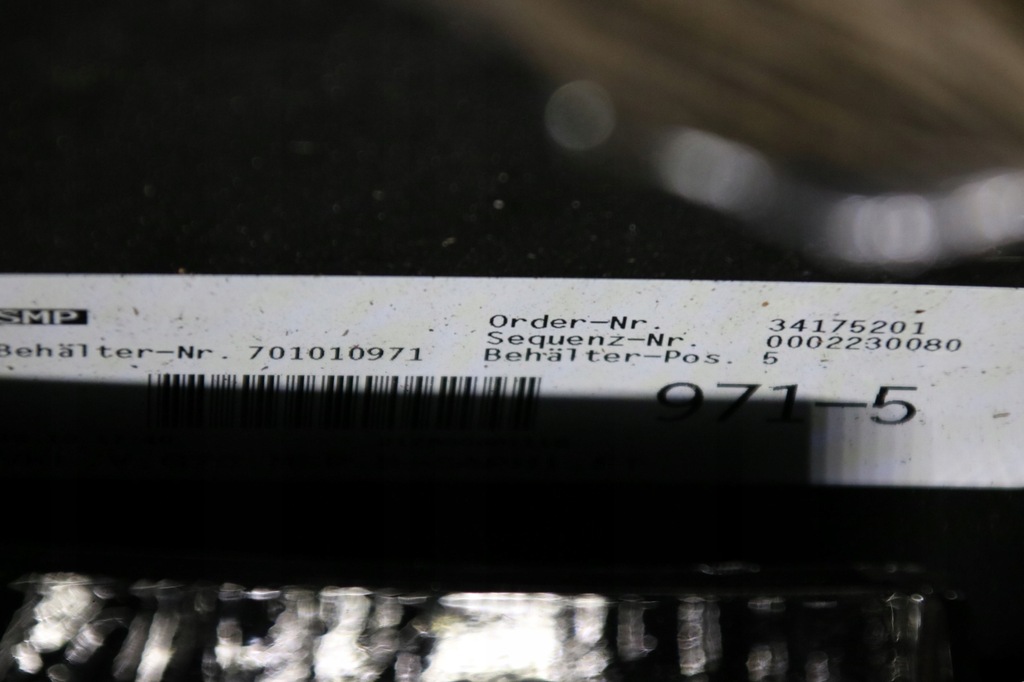 SMP
Order-Nr. 34175201
Sequenz-Nr. 0002230080
Behälter-Nr. 701010971
Behälter-Pos. 5
971-5